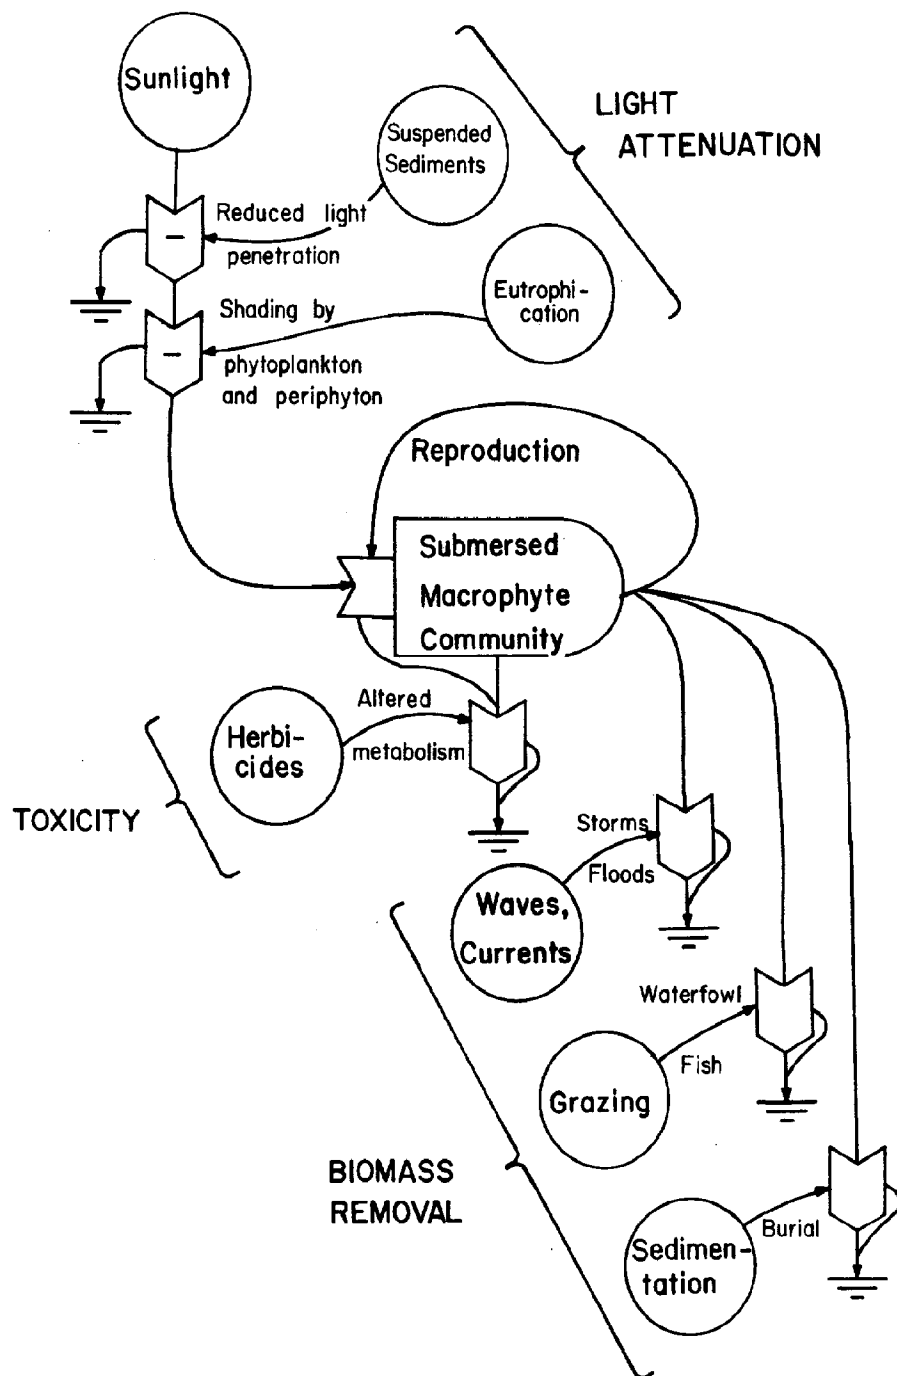 Sunlight
LIGHT
ATTENUATION
Suspended
Sediments
Reduced light
penetration
Eutrophi-
cation
Shading by
phytoplankton
and periphyton
–
–
Reproduction
Submersed
Macrophyte
Community
Altered
metabolism
Herbi-
cides
TOXICITY
Storms
Floods
Waves,
Currents
Waterfowl
Fish
Grazing
BIOMASS
REMOVAL
Burial
Sedimen-
tation